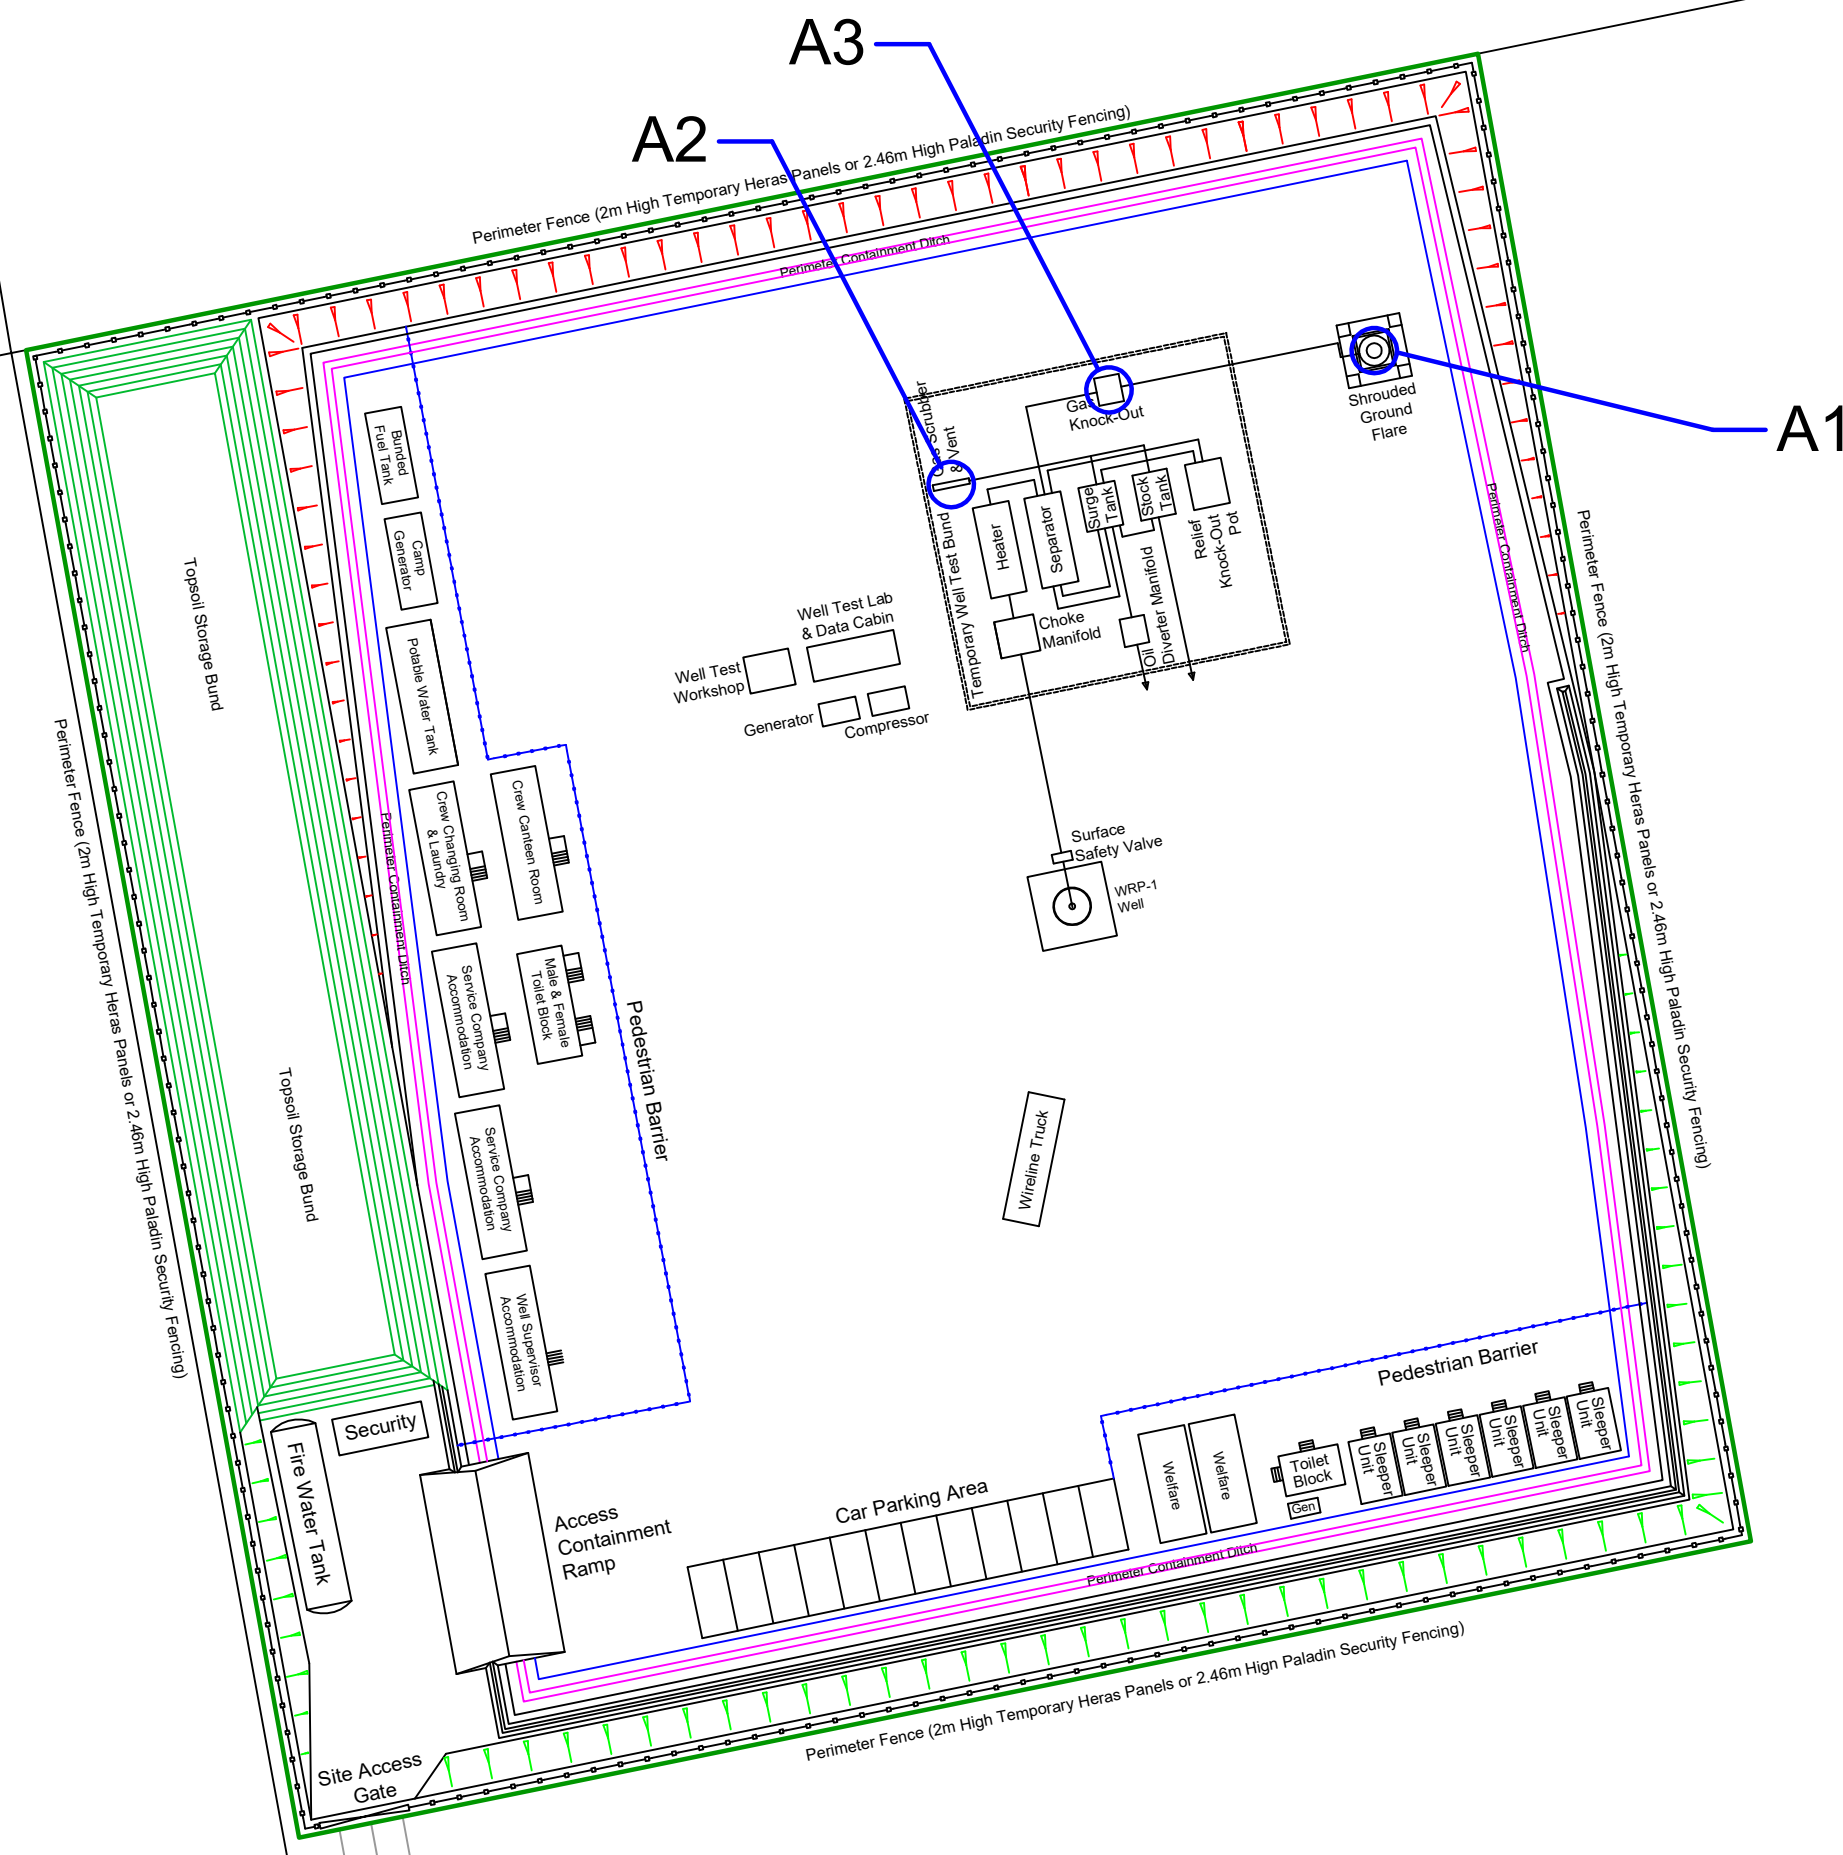 A3
A2
A1
Perimeter Fence (2m High Temporary Heras Panels or 2.46m High Paladin Security Fencing)
Perimeter Containment Ditch
Gas Scrubber
& Vent
Gas
Knock-Out
Shrouded
Ground
Flare
Bunded
Fuel Tank
Camp
Generator
Potable Water Tank
Crew Changing Room
& Laundry
Crew Canteen Room
Service Company
Accommodation
Male & Female
Toilet Block
Service Company
Accommodation
Well Supervisor
Accommodation
Pedestrian Barrier
Topsoil Storage Bund
Topsoil Storage Bund
Perimeter Containment Ditch
Perimeter Fence (2m High Temporary Heras Panels or 2.46m High Paladin Security Fencing)
Temporary Well Test Bund
Heater
Separator
Surge
Tank
Stock
Tank
Relief
Knock-Out
Pot
Choke
Manifold
Oil
Diverter Manifold
Well Test Lab
& Data Cabin
Well Test
Workshop
Generator
Compressor
Surface
Safety Valve
WRP-1
Well
Wireline Truck
Perimeter Containment Ditch
Perimeter Fence (2m High Temporary Heras Panels or 2.46m High Paladin Security Fencing)
Pedestrian Barrier
Security
Fire Water Tank
Access
Containment
Ramp
Car Parking Area
Welfare
Welfare
Toilet
Block
Gen
Sleeper
Unit
Sleeper
Unit
Sleeper
Unit
Sleeper
Unit
Sleeper
Unit
Sleeper
Unit
Perimeter Containment Ditch
Perimeter Fence (2m High Temporary Heras Panels or 2.46m Hign Paladin Security Fencing)
Site Access
Gate